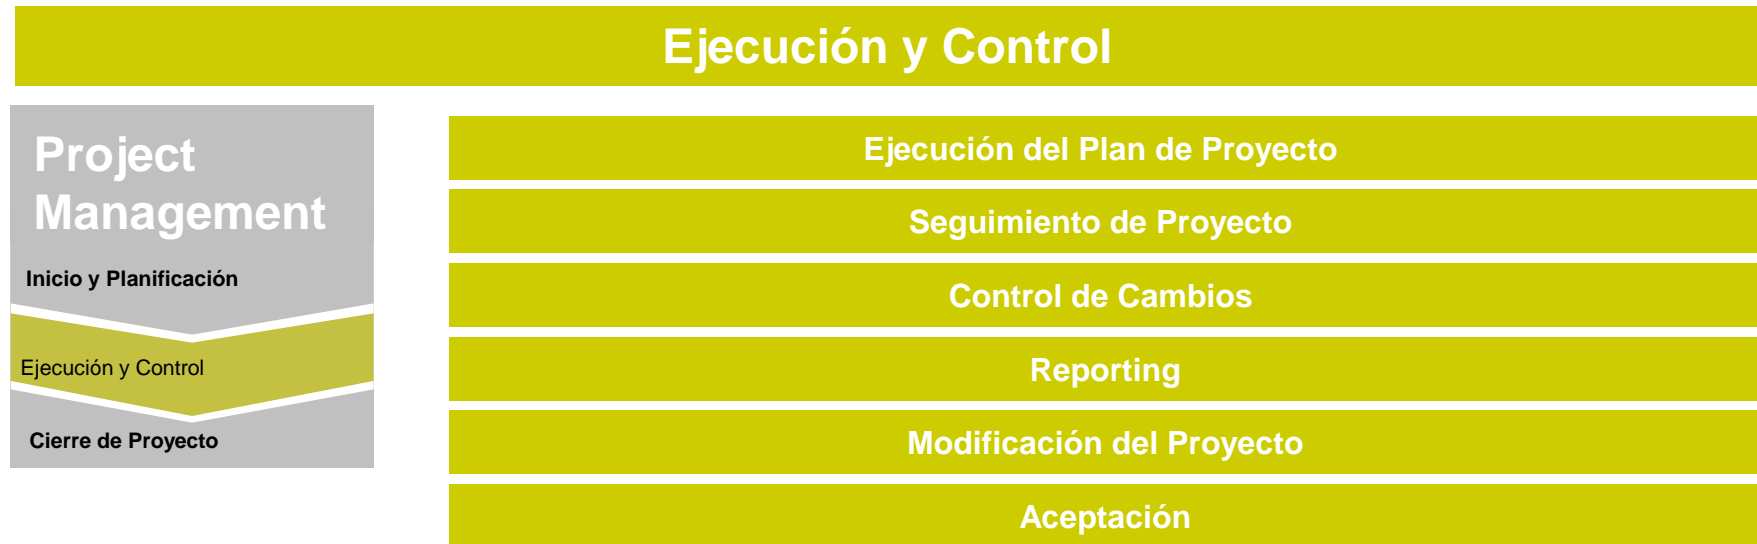 Ejecución y Control
Project
Management
Inicio y Planificación
Ejecución y Control
Cierre de Proyecto
Ejecución del Plan de Proyecto
Seguimiento de Proyecto
Control de Cambios
Reporting
Modificación del Proyecto
Aceptación